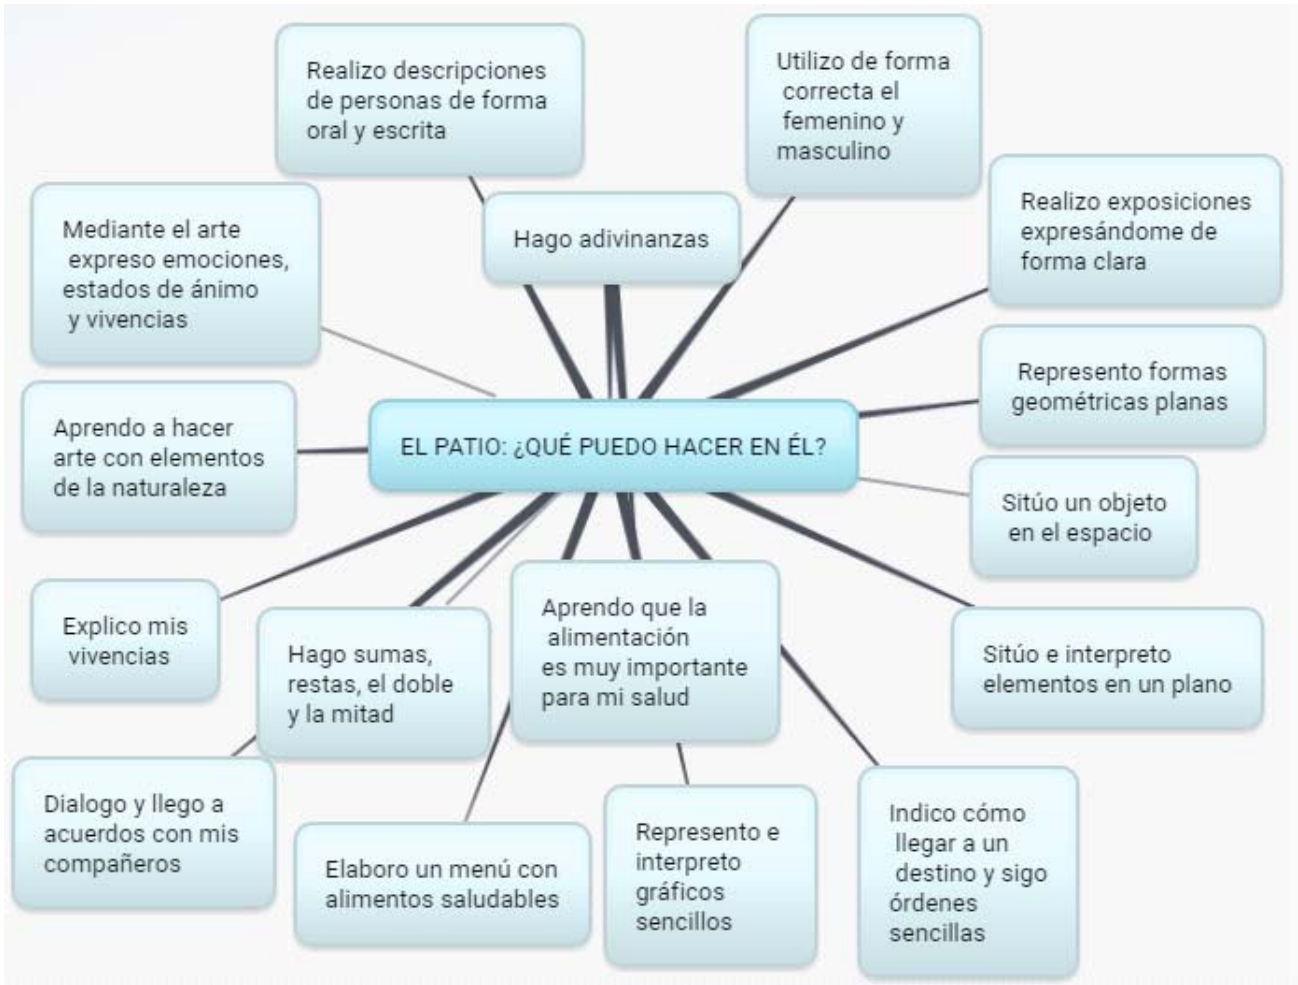 Realizo descripciones
de personas de forma
oral y escrita
Utilizo de forma
correcta el
femenino y
masculino
Mediante el arte
expreso emociones,
estados de ánimo
y vivencias
Hago adivinanzas
Realizo exposiciones
expresándome de
forma clara
Represento formas
geométricas planas
Aprendo a hacer
arte con elementos
de la naturaleza
EL PATIO: ¿QUÉ PUEDO HACER EN ÉL?
Sitúo un objeto
en el espacio
Explico mis
vivencias
Hago sumas,
restas, el doble
y la mitad
Aprendo que la
alimentación
es muy importante
para mi salud
Sitúo e interpreto
elementos en un plano
Dialogo y llego a
acuerdos con mis
compañeros
Elaboro un menú con
alimentos saludables
Represento e
interpreto
gráficos
sencillos
Indico cómo
llegar a un
destino y sigo
órdenes
sencillas